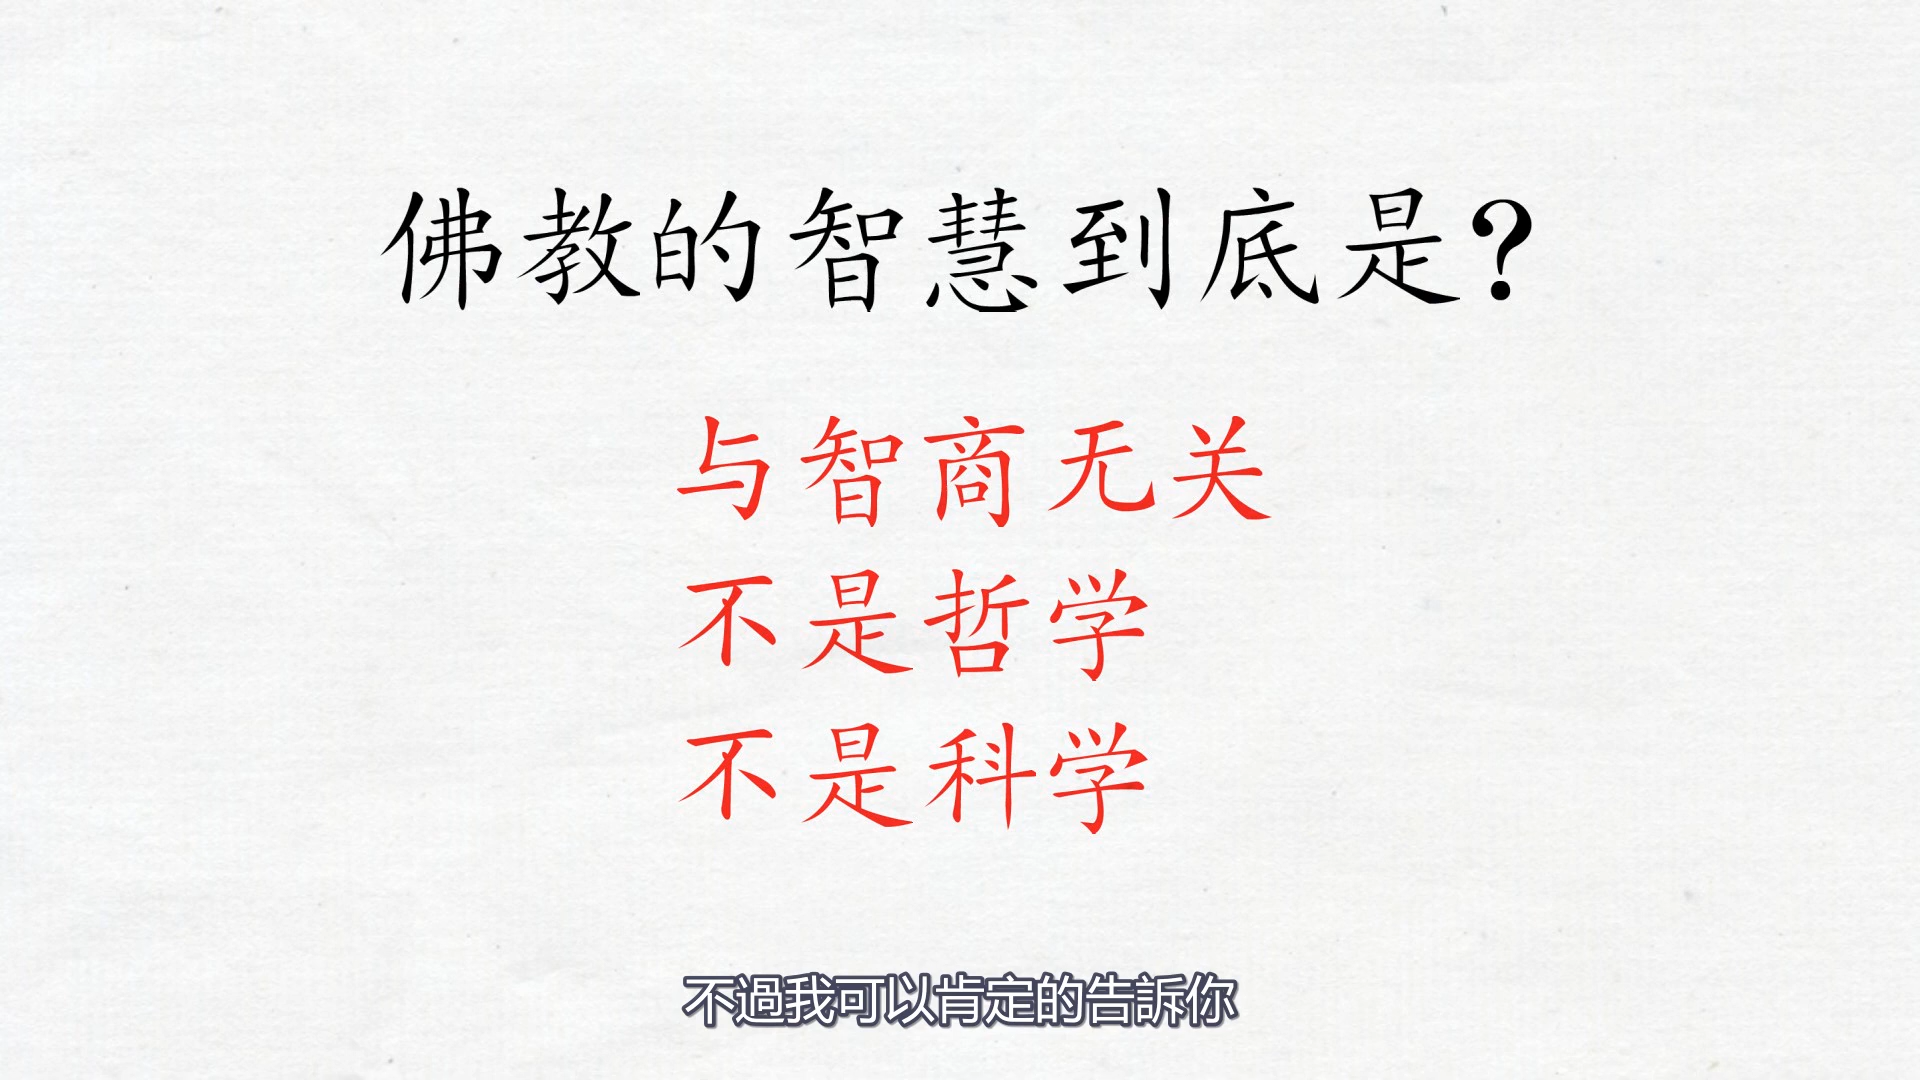 佛教的智慧到底是？
与智商无关
不是哲学
不是科学
不過我可以肯定的告訴你